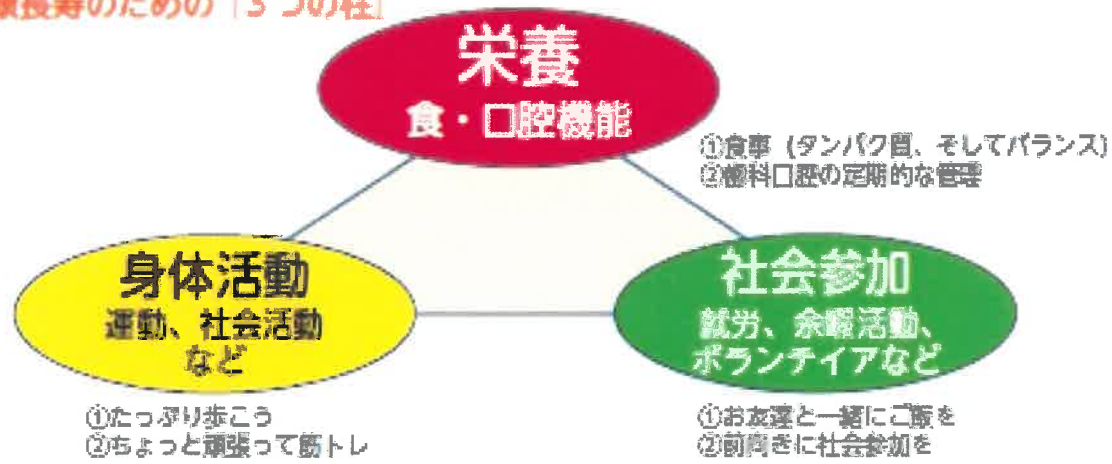 康長寿のための「3つの柱」
栄養
食・口腔機能
①食事 (タンパク質、そしてバランス)
②歯科口腔の定期的な管理
身体活動
運動、社会活動
など
社会参加
就労、余暇活動、
ボランテイアなど
①たっぷり歩こう
②ちょっと頑張って筋トレ
①お友達と一緒にご飯を
②前向きに社会参加を